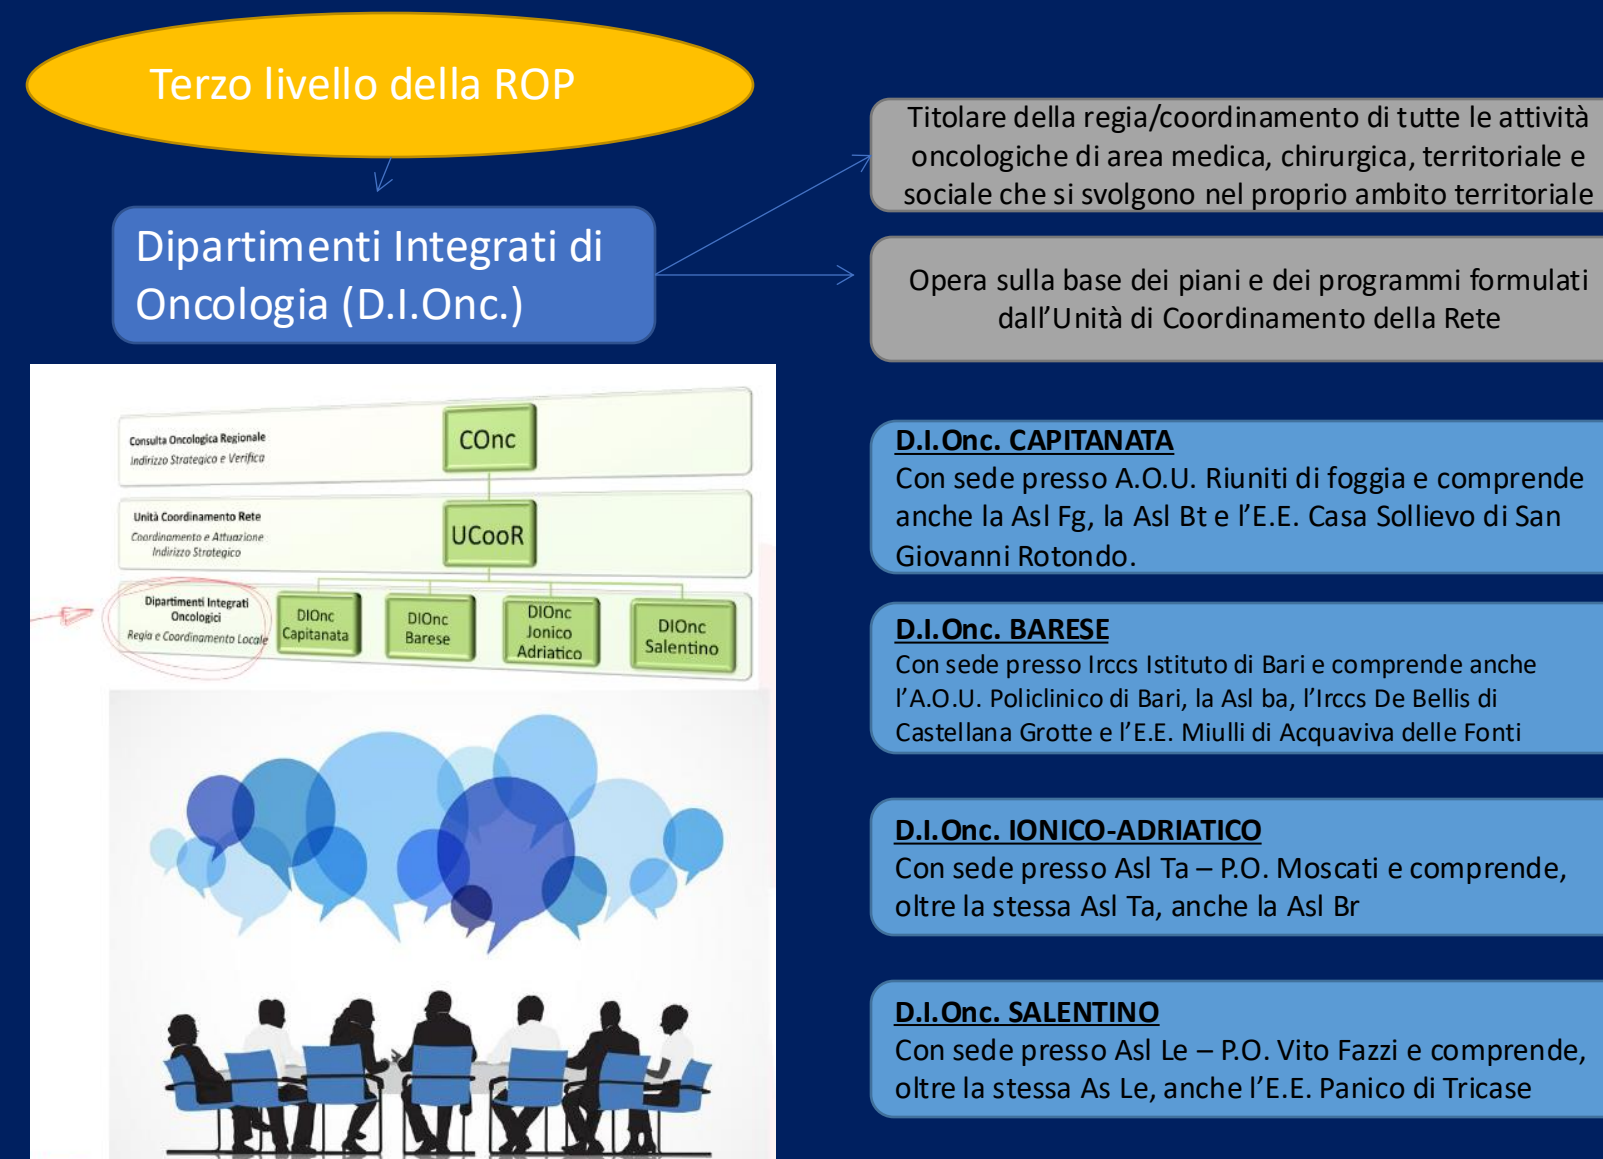 Terzo livello della ROP
Dipartimenti Integrati di
Oncologia (D.I.Onc.)
Titolare della regia/coordinamento di tutte le attività
oncologiche di area medica, chirurgica, territoriale e
sociale che si svolgono nel proprio ambito territoriale
Opera sulla base dei piani e dei programmi formulati
dall’Unità di Coordinamento della Rete
Consulta Oncologica Regionale
Indirizzo Strategico e Verifica
COnc
Unità Coordinamento Rete
Coordinamento e Attuazione
Indirizzo Strategico
UCooR
Dipartimenti Integrati
Oncologici
Regia e Coordinamento Locale
DIOnc
Capitanata
DIOnc
Barese
DIOnc
Jonico
Adriatico
DIOnc
Salentino
D.I.Onc. CAPITANATA
Con sede presso A.O.U. Riuniti di foggia e comprende
anche la Asl Fg, la Asl Bt e l’E.E. Casa Sollievo di San
Giovanni Rotondo.
D.I.Onc. BARESE
Con sede presso Irccs Istituto di Bari e comprende anche
l’A.O.U. Policlinico di Bari, la Asl ba, l’Irccs De Bellis di
Castellana Grotte e l’E.E. Miulli di Acquaviva delle Fonti
D.I.Onc. IONICO-ADRIATICO
Con sede presso Asl Ta – P.O. Moscati e comprende,
oltre la stessa Asl Ta, anche la Asl Br
D.I.Onc. SALENTINO
Con sede presso Asl Le – P.O. Vito Fazzi e comprende,
oltre la stessa As Le, anche l’E.E. Panico di Tricase